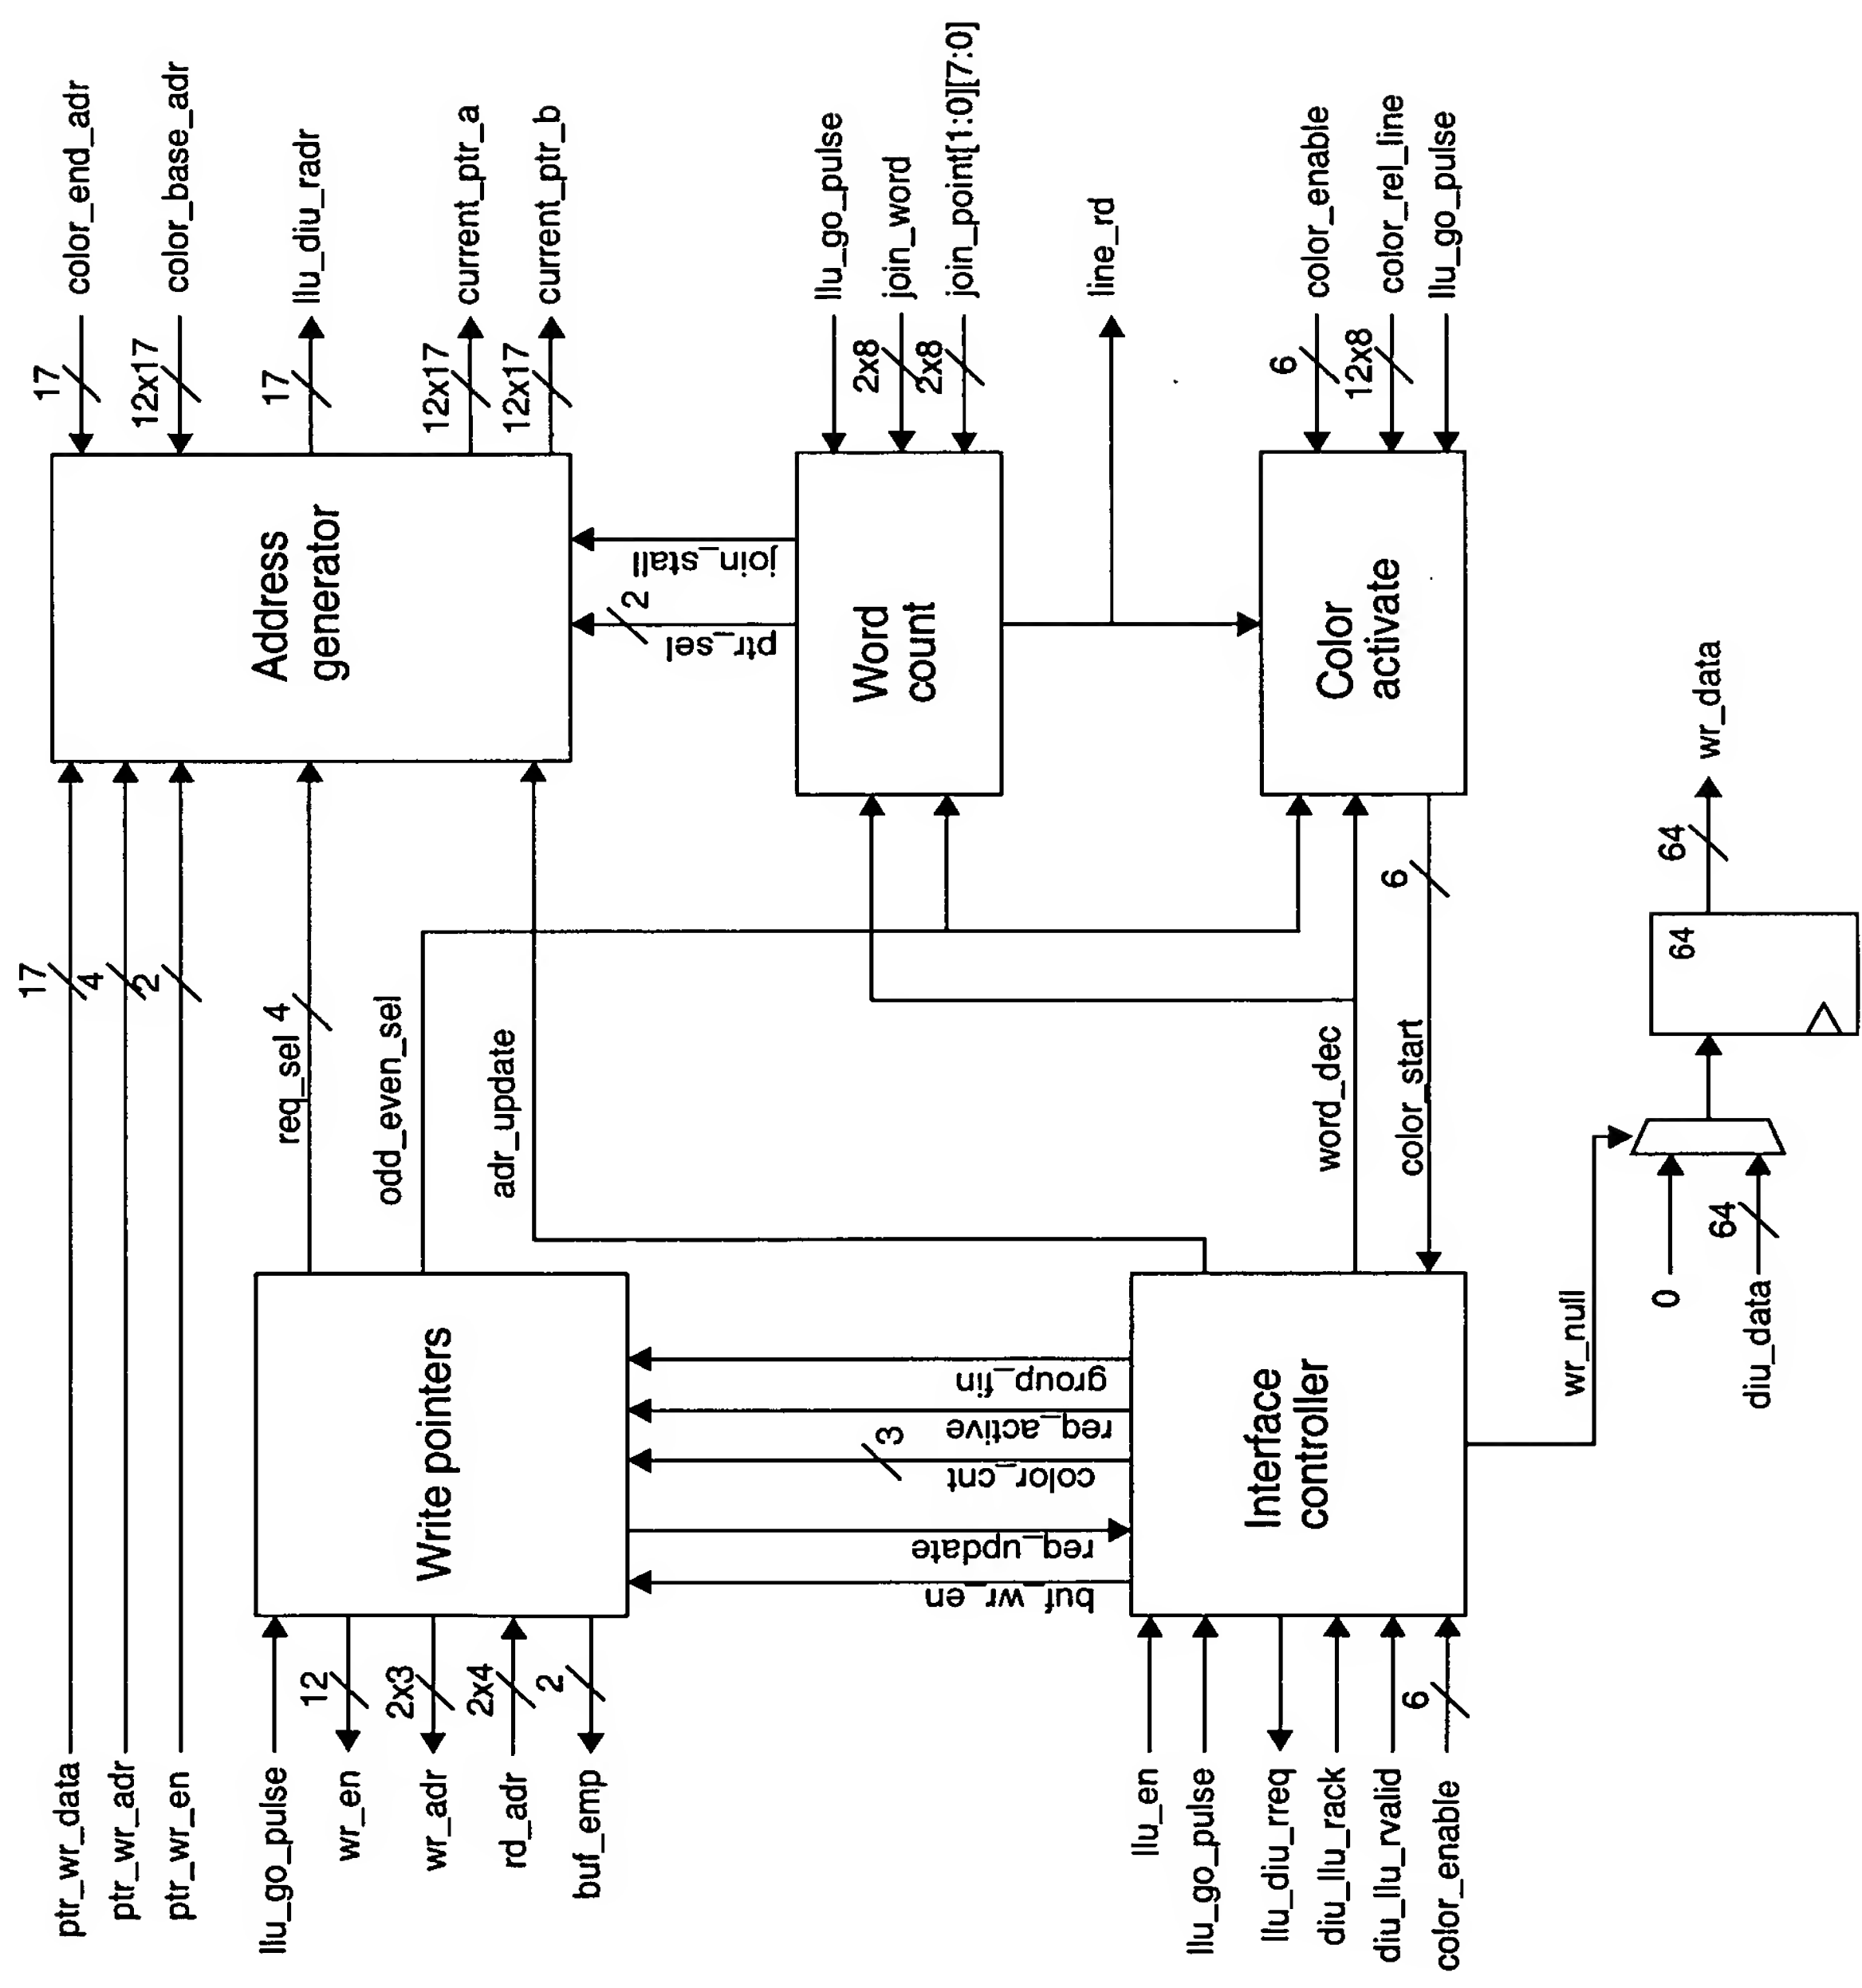 color_end_adr
17
color_base_adr
12x17
llu_diu_radr
17
current_ptr_a
12x17
current_ptr_b
12x17
Address
generator
ptr_wr_data
17
ptr_wr_adr
4
ptr_wr_en
2
req_sel
4
odd_even_sel
adr_update
join_stall
ptr_sel
2
llu_go_pulse
join_word
2x8
join_point[1:0][7:0]
2x8
Word
count
line_rd
color_enable
6
color_rel_line
12x8
llu_go_pulse
Color
activate
Write pointers
llu_go_pulse
wr_en
12
wr_adr
2x3
rd_adr
2x4
buf_emp
2
group_fin
req_active
color_cnt
3
req_update
buf_wr_en
Interface
controller
llu_en
llu_go_pulse
llu_diu_rreq
diu_llu_rack
diu_llu_rvalid
color_enable
6
word_dec
color_start
6
wr_null
0
diu_data
64
64
64
wr_data